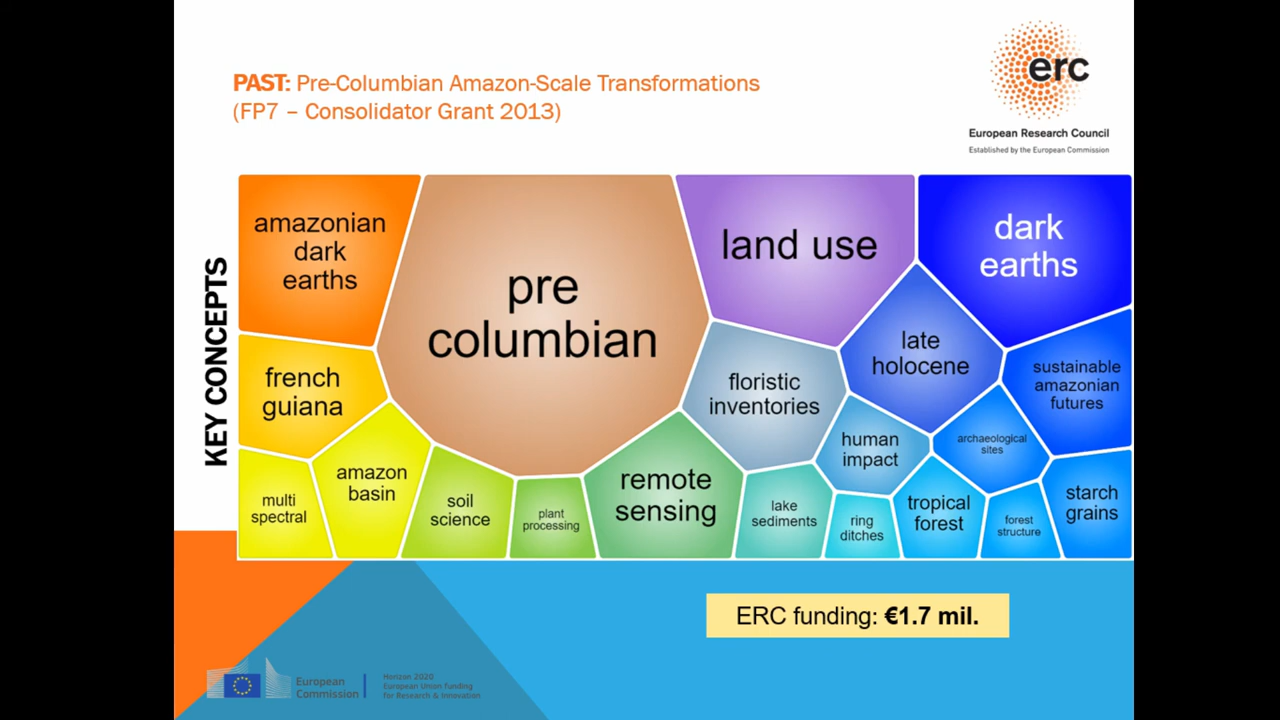 PAST: Pre-Columbian Amazon-Scale Transformations
(FP7 – Consolidator Grant 2013)
erc
European Research Council
Established by the European Commission
KEY CONCEPTS
amazonian
dark
earths
pre
columbian
land use
dark
earths
french
guiana
floristic
inventories
late
holocene
sustainable
amazonian
futures
multi
spectral
amazon
basin
soil
science
plant
processing
remote
sensing
lake
sediments
human
impact
ring
ditches
archaeological
sites
tropical
forest
forest
structure
starch
grains
ERC funding: €1.7 mil.
European
Commission
Horizon 2020
European Union Funding
for Research & Innovation